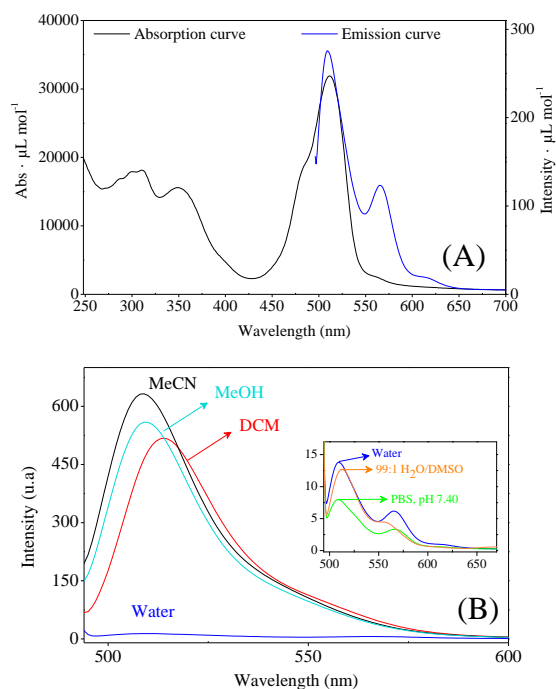 Absorption curve
Emission curve
40000
30000
20000
10000
0
Abs · µL mol⁻¹
300
200
100
0
Intensity · µL mol⁻¹
(A)
250 300 350 400 450 500 550 600 650 700
Wavelength (nm)
MeCN
MeOH
DCM
600
450
300
150
0
Intensity (u.a)
Water
(B)
15
10
5
0
Water
99:1 H₂O/DMSO
PBS, pH 7.40
500 550 600 650
500 550 600
Wavelength (nm)